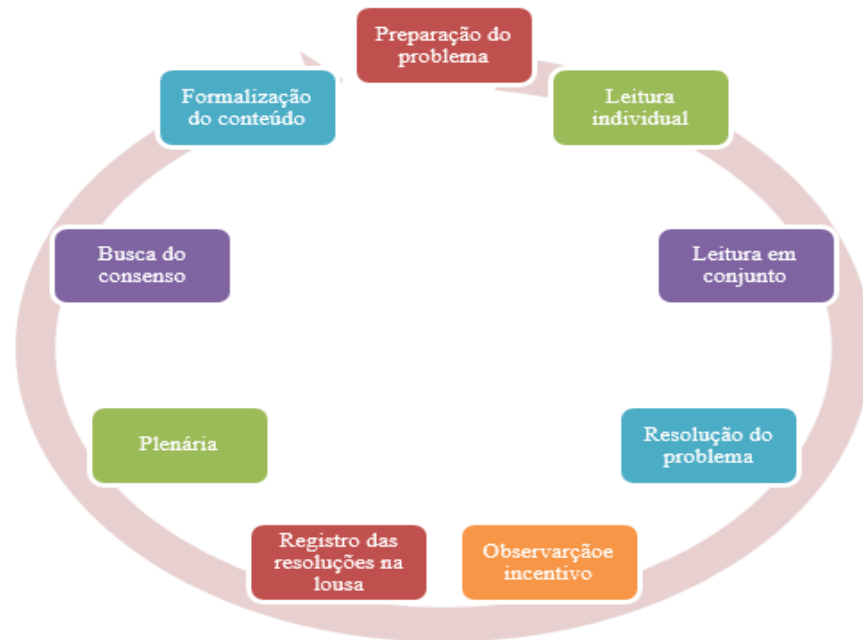 Preparação do
problema
Leitura
individual
Leitura em
conjunto
Resolução do
problema
Observarçãoe
incentivo
Registro das
resoluções na
lousa
Plenária
Busca do
consenso
Formalização
do conteúdo